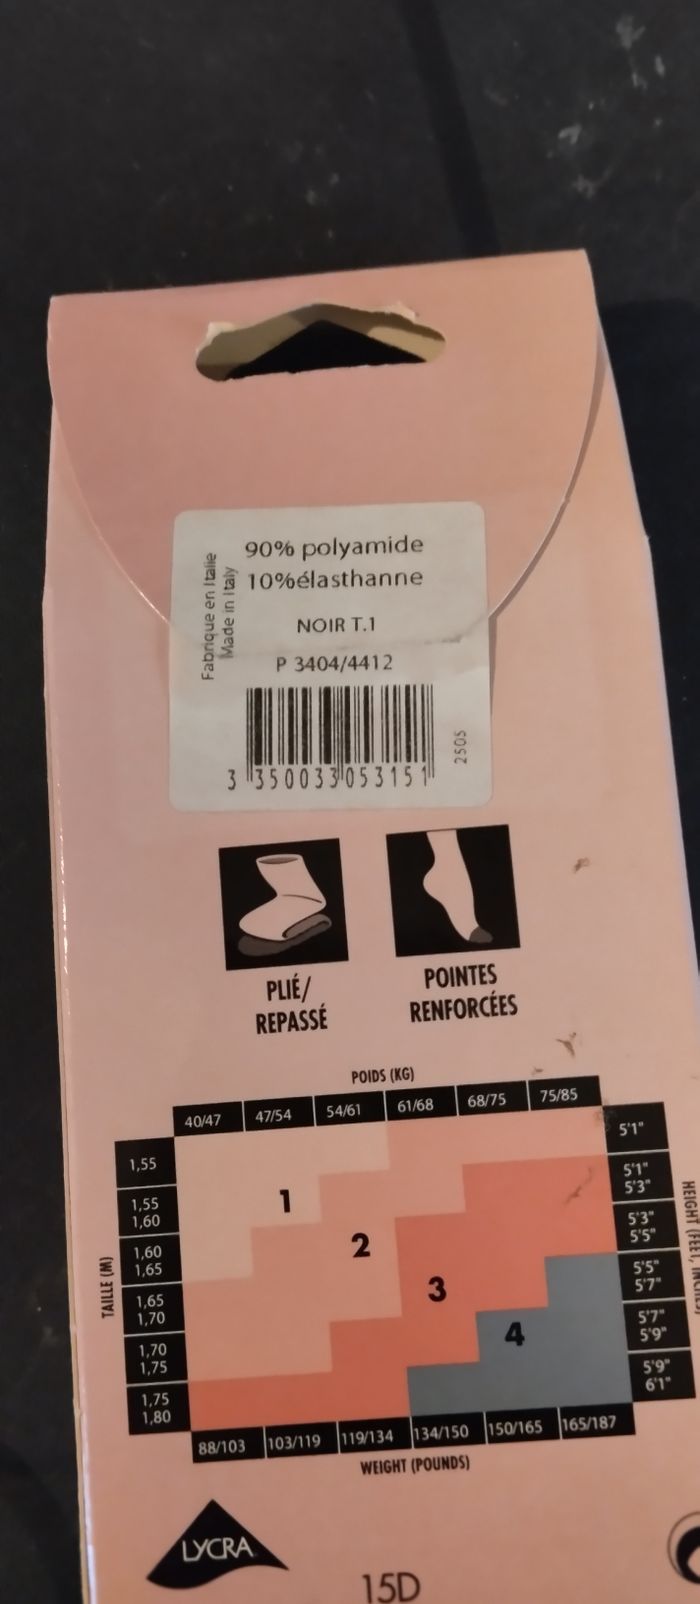 90% polyamide
10%élasthanne
Fabrique en Italie
Made in Italy
NOIR T.1
P 3404/4412
3 350033 053151
2505
PLIÉ/
REPASSÉ
POINTES
RENFORCÉES
POIDS (KG)
40/47 47/54 54/61 61/68 68/75 75/85
1,55 5'1"
1,55 5'1"
1,60 5'3"
1 5'3"
1,60 5'5"
1,65 2
TAILLE (M)
HEIGHT (FEET, INCHES)
5'5"
1,65 5'7"
1,70 3
5'7"
1,70 5'9"
1,75 4
5'9"
1,75 6'1"
1,80
88/103 103/119 119/134 134/150 150/165 165/187
WEIGHT (POUNDS)
LYCRA
15D